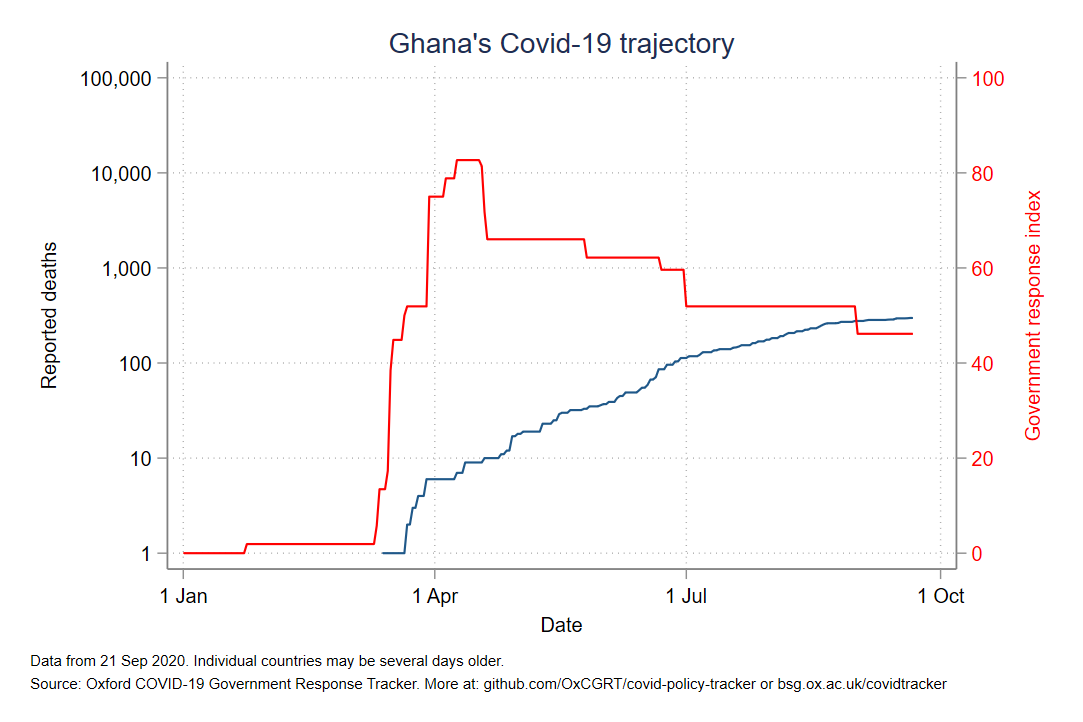 Ghana's Covid-19 trajectory
100,000
10,000
1,000
100
10
1
Reported deaths
100
80
60
40
20
0
Government response index
1 Jan
1 Apr
1 Jul
1 Oct
Date
Data from 21 Sep 2020. Individual countries may be several days older.
Source: Oxford COVID-19 Government Response Tracker. More at: github.com/OxCGRT/covid-policy-tracker or bsg.ox.ac.uk/covidtracker